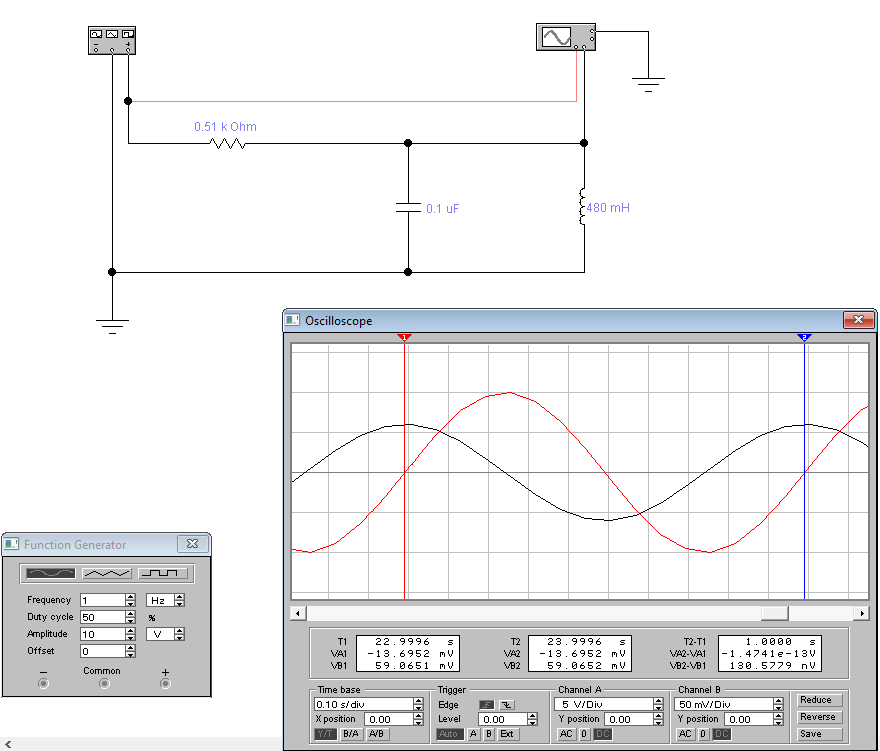 0.51 k Ohm
0.1 uF
480 mH
Oscilloscope
1
2
Function Generator
Frequency 1 Hz
Duty cycle 50 %
Amplitude 10 V
Offset 0
− Common +
T1 22.9996 s
VA1 -13.6952 mV
VB1 59.0651 mV
T2 23.9996 s
VA2 -13.6952 mV
VB2 59.0652 mV
T2-T1 1.0000 s
VA2-VA1 -1.4741e-13V
VB2-VB1 130.5779 nV
Time base
0.10 s/div
X position 0.00
Y/T B/A A/B
Trigger
Edge
Level 0.00
Auto A B Ext
Channel A
5 V/Div
Y position 0.00
AC 0 DC
Channel B
50 mV/Div
Y position 0.00
AC 0 DC
Reduce
Reverse
Save